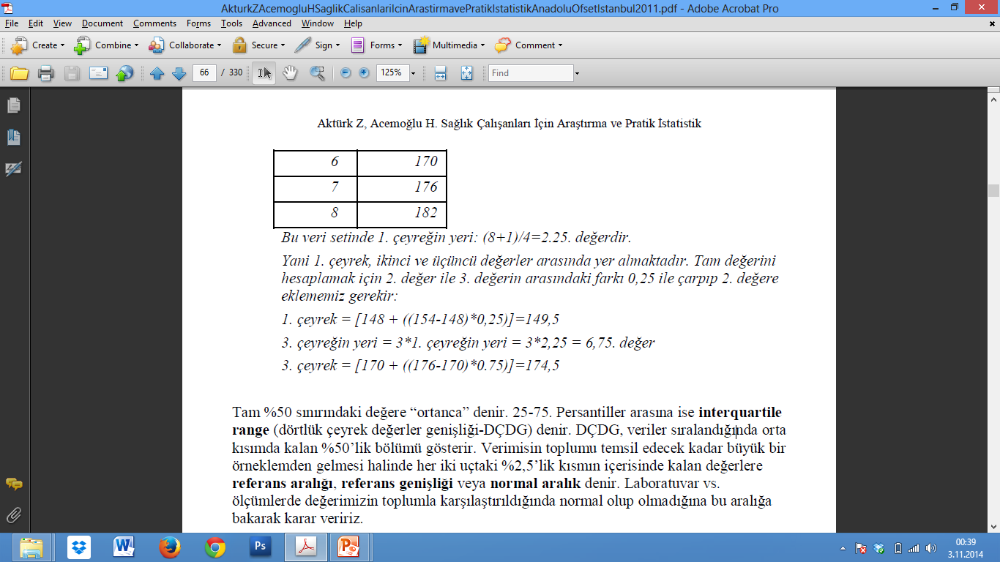 AkturkZAcemogluHSaglikCalisanlariIcinArastirmavePratikIstatistikAnadoluOfsetIstanbul2011.pdf - Adobe Acrobat Pro
File Edit View Document Comments Forms Tools Advanced Window Help
Create Combine Collaborate Secure Sign Forms Multimedia Comment
66 / 330 125% Find
Aktürk Z, Acemoğlu H. Sağlık Çalışanları İçin Araştırma ve Pratik İstatistik
6 170
7 176
8 182
Bu veri setinde 1. çeyreğin yeri: (8+1)/4=2.25. değerdir.
Yani 1. çeyrek, ikinci ve üçüncü değerler arasında yer almaktadır. Tam değerini
hesaplamak için 2. değer ile 3. değerin arasındaki farkı 0,25 ile çarpıp 2. değere
eklememiz gerekir:
1. çeyrek = [148 + ((154-148)*0,25)]=149,5
3. çeyreğin yeri = 3*1. çeyreğin yeri = 3*2,25 = 6,75. değer
3. çeyrek = [170 + ((176-170)*0.75)]=174,5
Tam %50 sınırındaki değere “ortanca” denir. 25-75. Persantiller arasına ise interquartile
range (dörtlük çeyrek değerler genişliği-DÇDG) denir. DÇDG, veriler sıralandığında orta
kısımda kalan %50’lik bölümü gösterir. Verimisin toplumu temsil edecek kadar büyük bir
örneklemden gelmesi halinde her iki uçtaki %2,5’lik kısmın içerisinde kalan değerlere
referans aralığı, referans genişliği veya normal aralık denir. Laboratuvar vs.
ölçümlerde değerimizin toplumla karşılaştırıldığında normal olup olmadığına bu aralığa
bakarak karar veririz.
Ps
00:39
3.11.2014